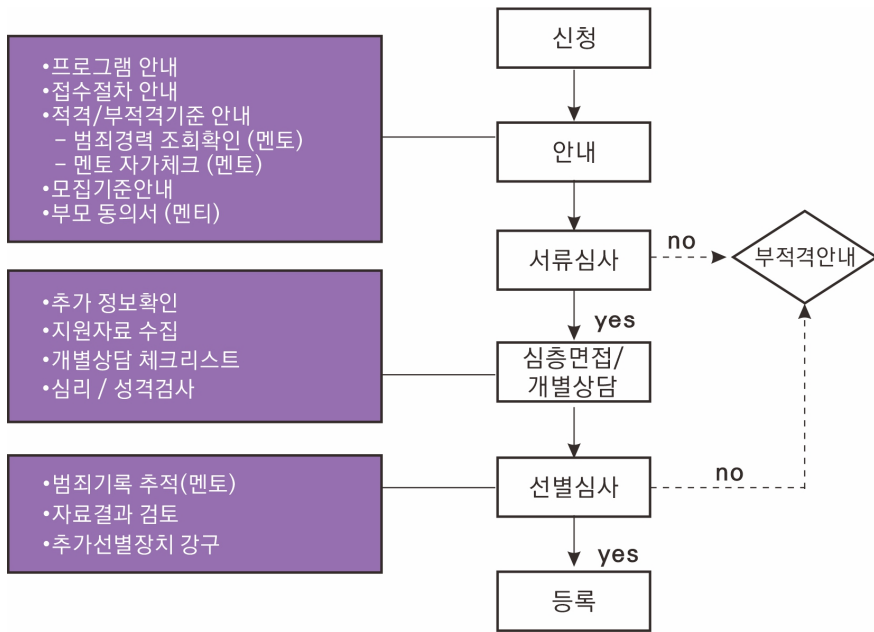 신청
•프로그램 안내
•접수절차 안내
•적격/부적격기준 안내
– 범죄경력 조회확인 (멘토)
– 멘토 자가체크 (멘토)
•모집기준안내
•부모 동의서 (멘티)
안내
서류심사
no
부적격안내
yes
•추가 정보확인
•지원자료 수집
•개별상담 체크리스트
•심리 / 성격검사
심층면접/
개별상담
•범죄기록 추적(멘토)
•자료결과 검토
•추가선별장치 강구
선별심사
no
yes
등록